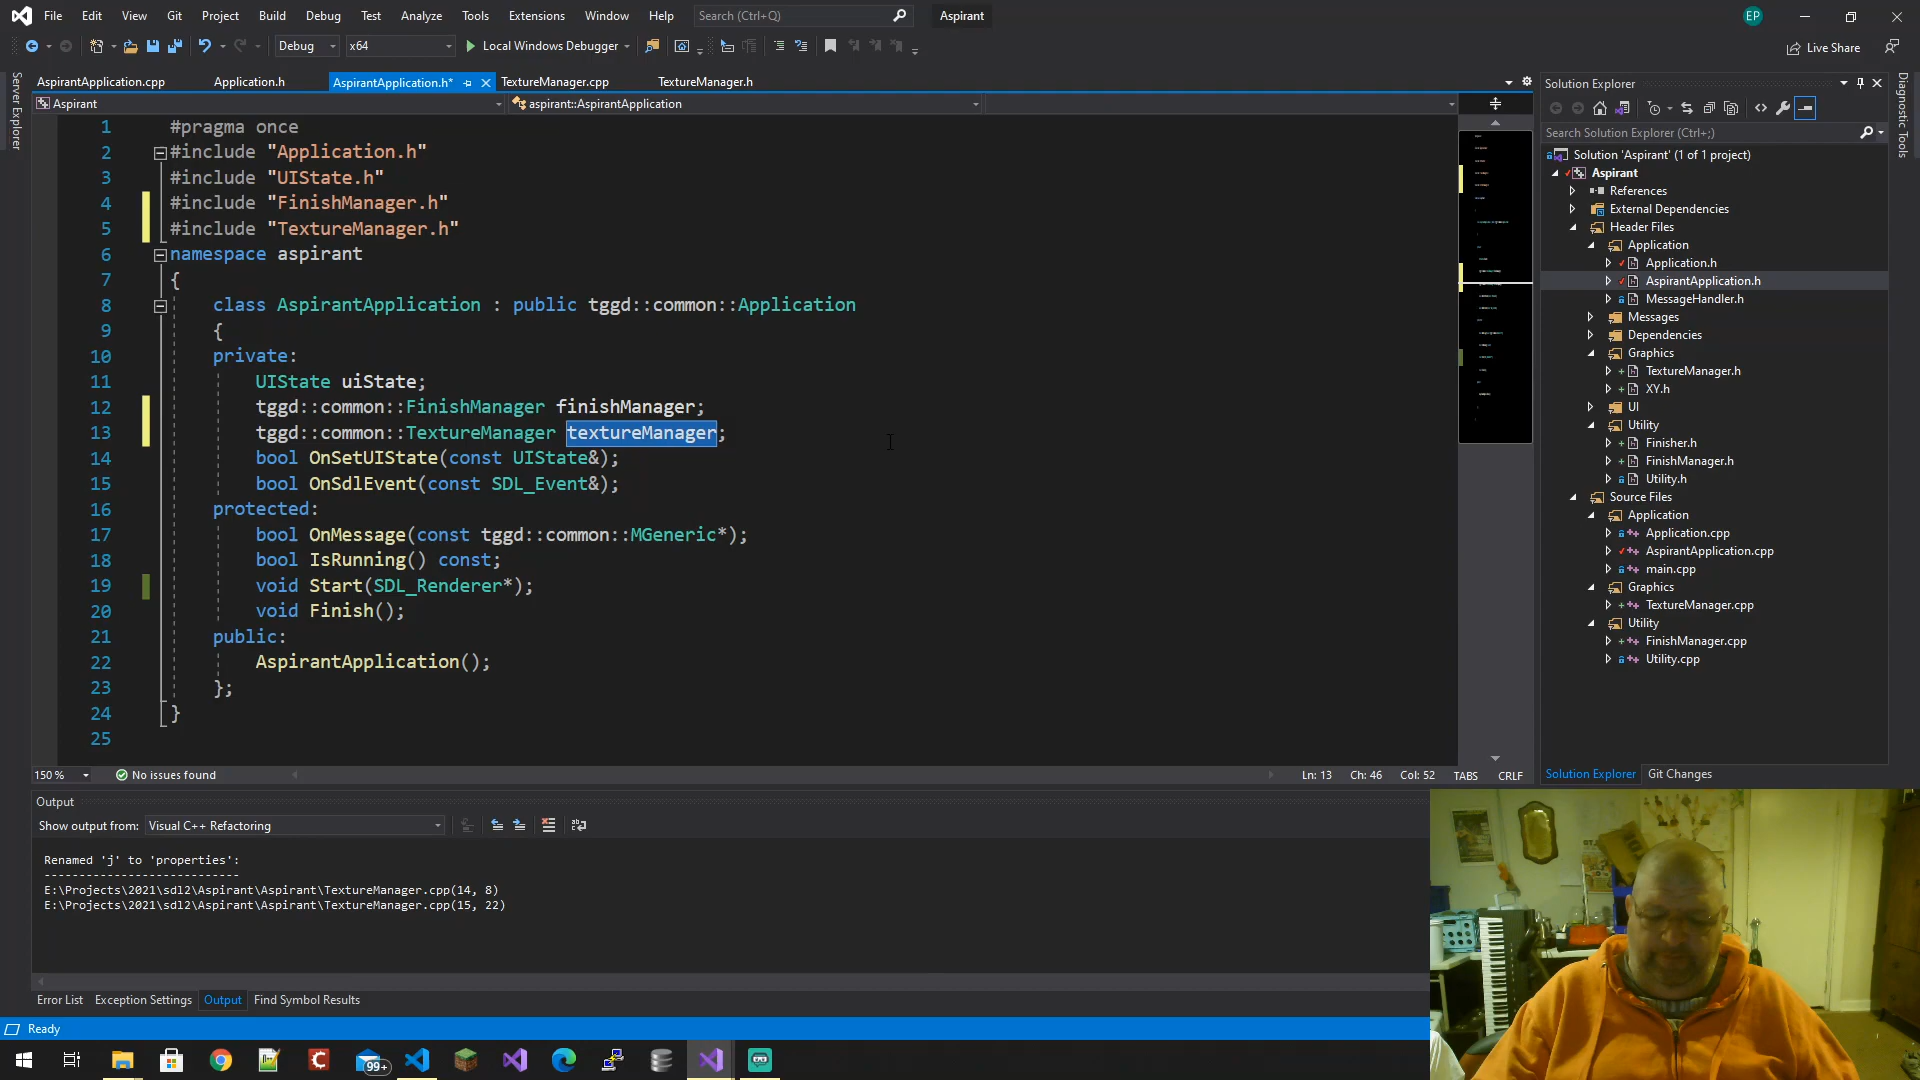 File Edit View Git Project Build Debug Test Analyze Tools Extensions Window Help Search (Ctrl+Q) Aspirant EP
Debug x64 Local Windows Debugger Live Share
AspirantApplication.cpp Application.h AspirantApplication.h* TextureManager.cpp TextureManager.h
Aspirant aspirant::AspirantApplication
Server Explorer
Diagnostic Tools
1 #pragma once
2 #include "Application.h"
3 #include "UIState.h"
4 #include "FinishManager.h"
5 #include "TextureManager.h"
6 namespace aspirant
7 {
8 class AspirantApplication : public tggd::common::Application
9 {
10 private:
11 UIState uiState;
12 tggd::common::FinishManager finishManager;
13 tggd::common::TextureManager textureManager;
14 bool OnSetUIState(const UIState&);
15 bool OnSdlEvent(const SDL_Event&);
16 protected:
17 bool OnMessage(const tggd::common::MGeneric*);
18 bool IsRunning() const;
19 void Start(SDL_Renderer*);
20 void Finish();
21 public:
22 AspirantApplication();
23 };
24 }
25
150 % No issues found Ln: 13 Ch: 46 Col: 52 TABS CRLF
Solution Explorer
Search Solution Explorer (Ctrl+;)
Solution 'Aspirant' (1 of 1 project)
Aspirant
References
External Dependencies
Header Files
Application
Application.h
AspirantApplication.h
MessageHandler.h
Messages
Dependencies
Graphics
TextureManager.h
XY.h
UI
Utility
Finisher.h
FinishManager.h
Utility.h
Source Files
Application
Application.cpp
AspirantApplication.cpp
main.cpp
Graphics
TextureManager.cpp
Utility
FinishManager.cpp
Utility.cpp
Solution Explorer Git Changes
Output
Show output from: Visual C++ Refactoring
Renamed 'j' to 'properties':
---------------------------
E:\Projects\2021\sdl2\Aspirant\Aspirant\TextureManager.cpp(14, 8)
E:\Projects\2021\sdl2\Aspirant\Aspirant\TextureManager.cpp(15, 22)
Error List Exception Settings Output Find Symbol Results
Ready
99+